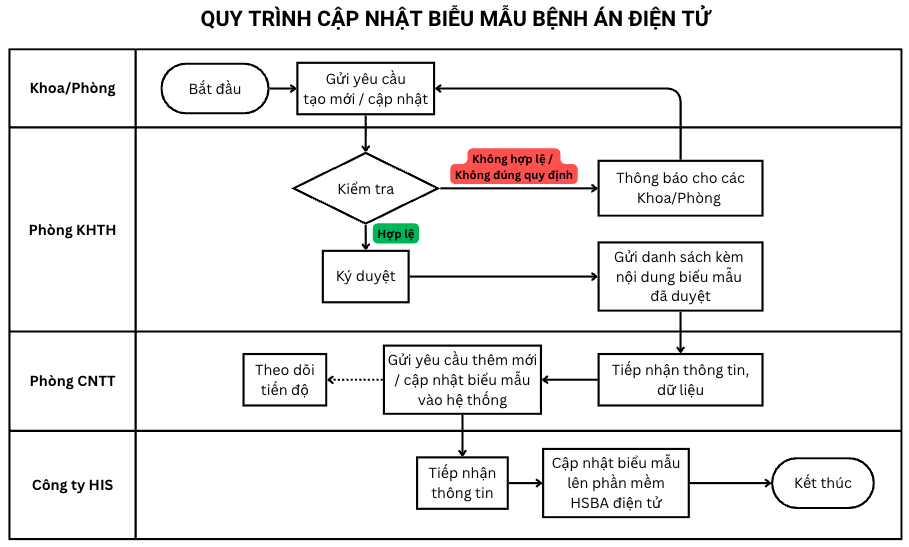 QUY TRÌNH CẬP NHẬT BIỄU MẪU BỆNH ÁN ĐIỆN TỬ
Khoa/Phòng
Bắt đầu
Gửi yêu cầu
tạo mới / cập nhật
Phòng KHTH
Kiểm tra
Không hợp lệ /
Không đúng quy định
Thông báo cho các
Khoa/Phòng
Hợp lệ
Ký duyệt
Gửi danh sách kèm
nội dung biểu mẫu
đã duyệt
Phòng CNTT
Theo dõi
tiến độ
Gửi yêu cầu thêm mới
/ cập nhật biểu mẫu
vào hệ thống
Tiếp nhận thông tin,
dữ liệu
Công ty HIS
Tiếp nhận
thông tin
Cập nhật biểu mẫu
lên phần mềm
HSBA điện tử
Kết thúc